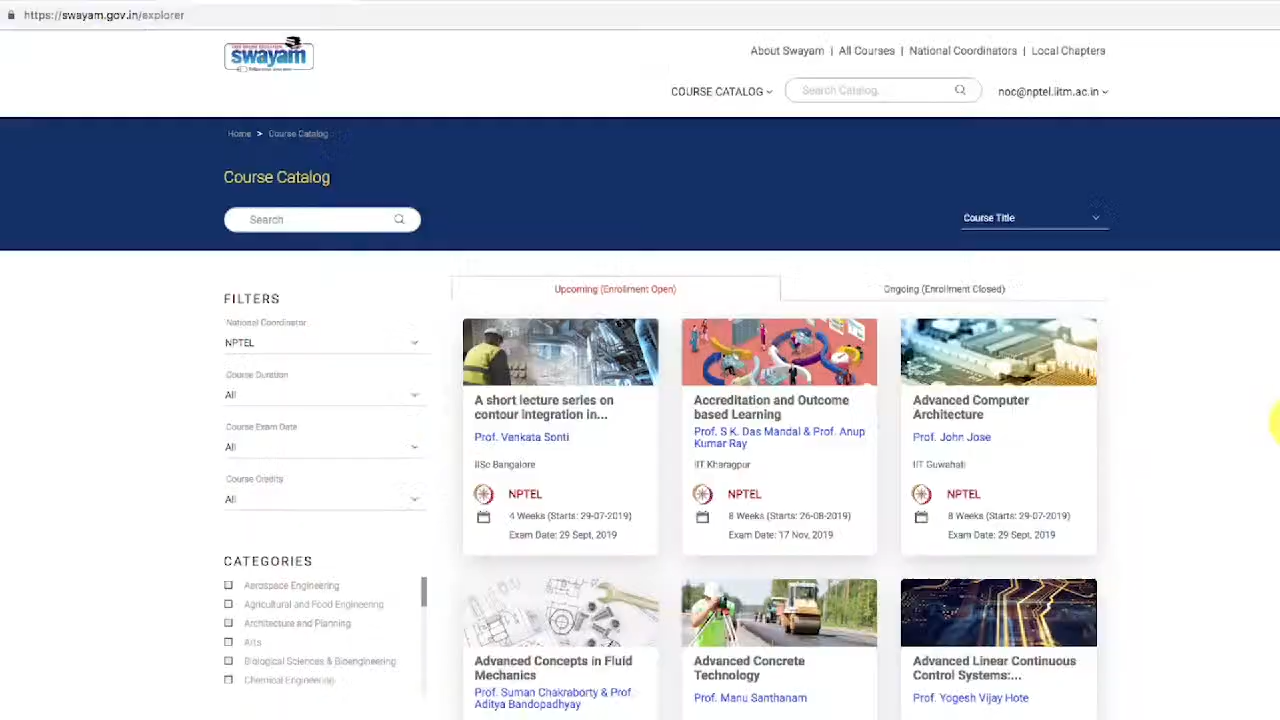 https://swayam.gov.in/explorer
swayam
About Swayam | All Courses | National Coordinators | Local Chapters
COURSE CATALOG
Search Catalog
noc@nptel.iitm.ac.in
Home > Course Catalog
Course Catalog
Search
Course Title
FILTERS
National Coordinator
NPTEL
Course Duration
All
Course Exam Date
All
Course Credits
All
CATEGORIES
Aerospace Engineering
Agricultural and Food Engineering
Architecture and Planning
Arts
Biological Sciences & Bioengineering
Chemical Engineering
Upcoming (Enrollment Open)
Ongoing (Enrollment Closed)
A short lecture series on
contour integration in...
Prof. Venkata Sonti
IISc Bangalore
NPTEL
4 Weeks (Starts: 29-07-2019)
Exam Date: 29 Sept, 2019
Accreditation and Outcome
based Learning
Prof. S K. Das Mandal & Prof. Anup
Kumar Ray
IIT Kharagpur
NPTEL
8 Weeks (Starts: 26-08-2019)
Exam Date: 17 Nov, 2019
Advanced Computer
Architecture
Prof. John Jose
IIT Guwahati
NPTEL
8 Weeks (Starts: 29-07-2019)
Exam Date: 29 Sept, 2019
Advanced Concepts in Fluid
Mechanics
Prof. Suman Chakraborty & Prof.
Aditya Bandopadhyay
Advanced Concrete
Technology
Prof. Manu Santhanam
Advanced Linear Continuous
Control Systems:...
Prof. Yogesh Vijay Hote